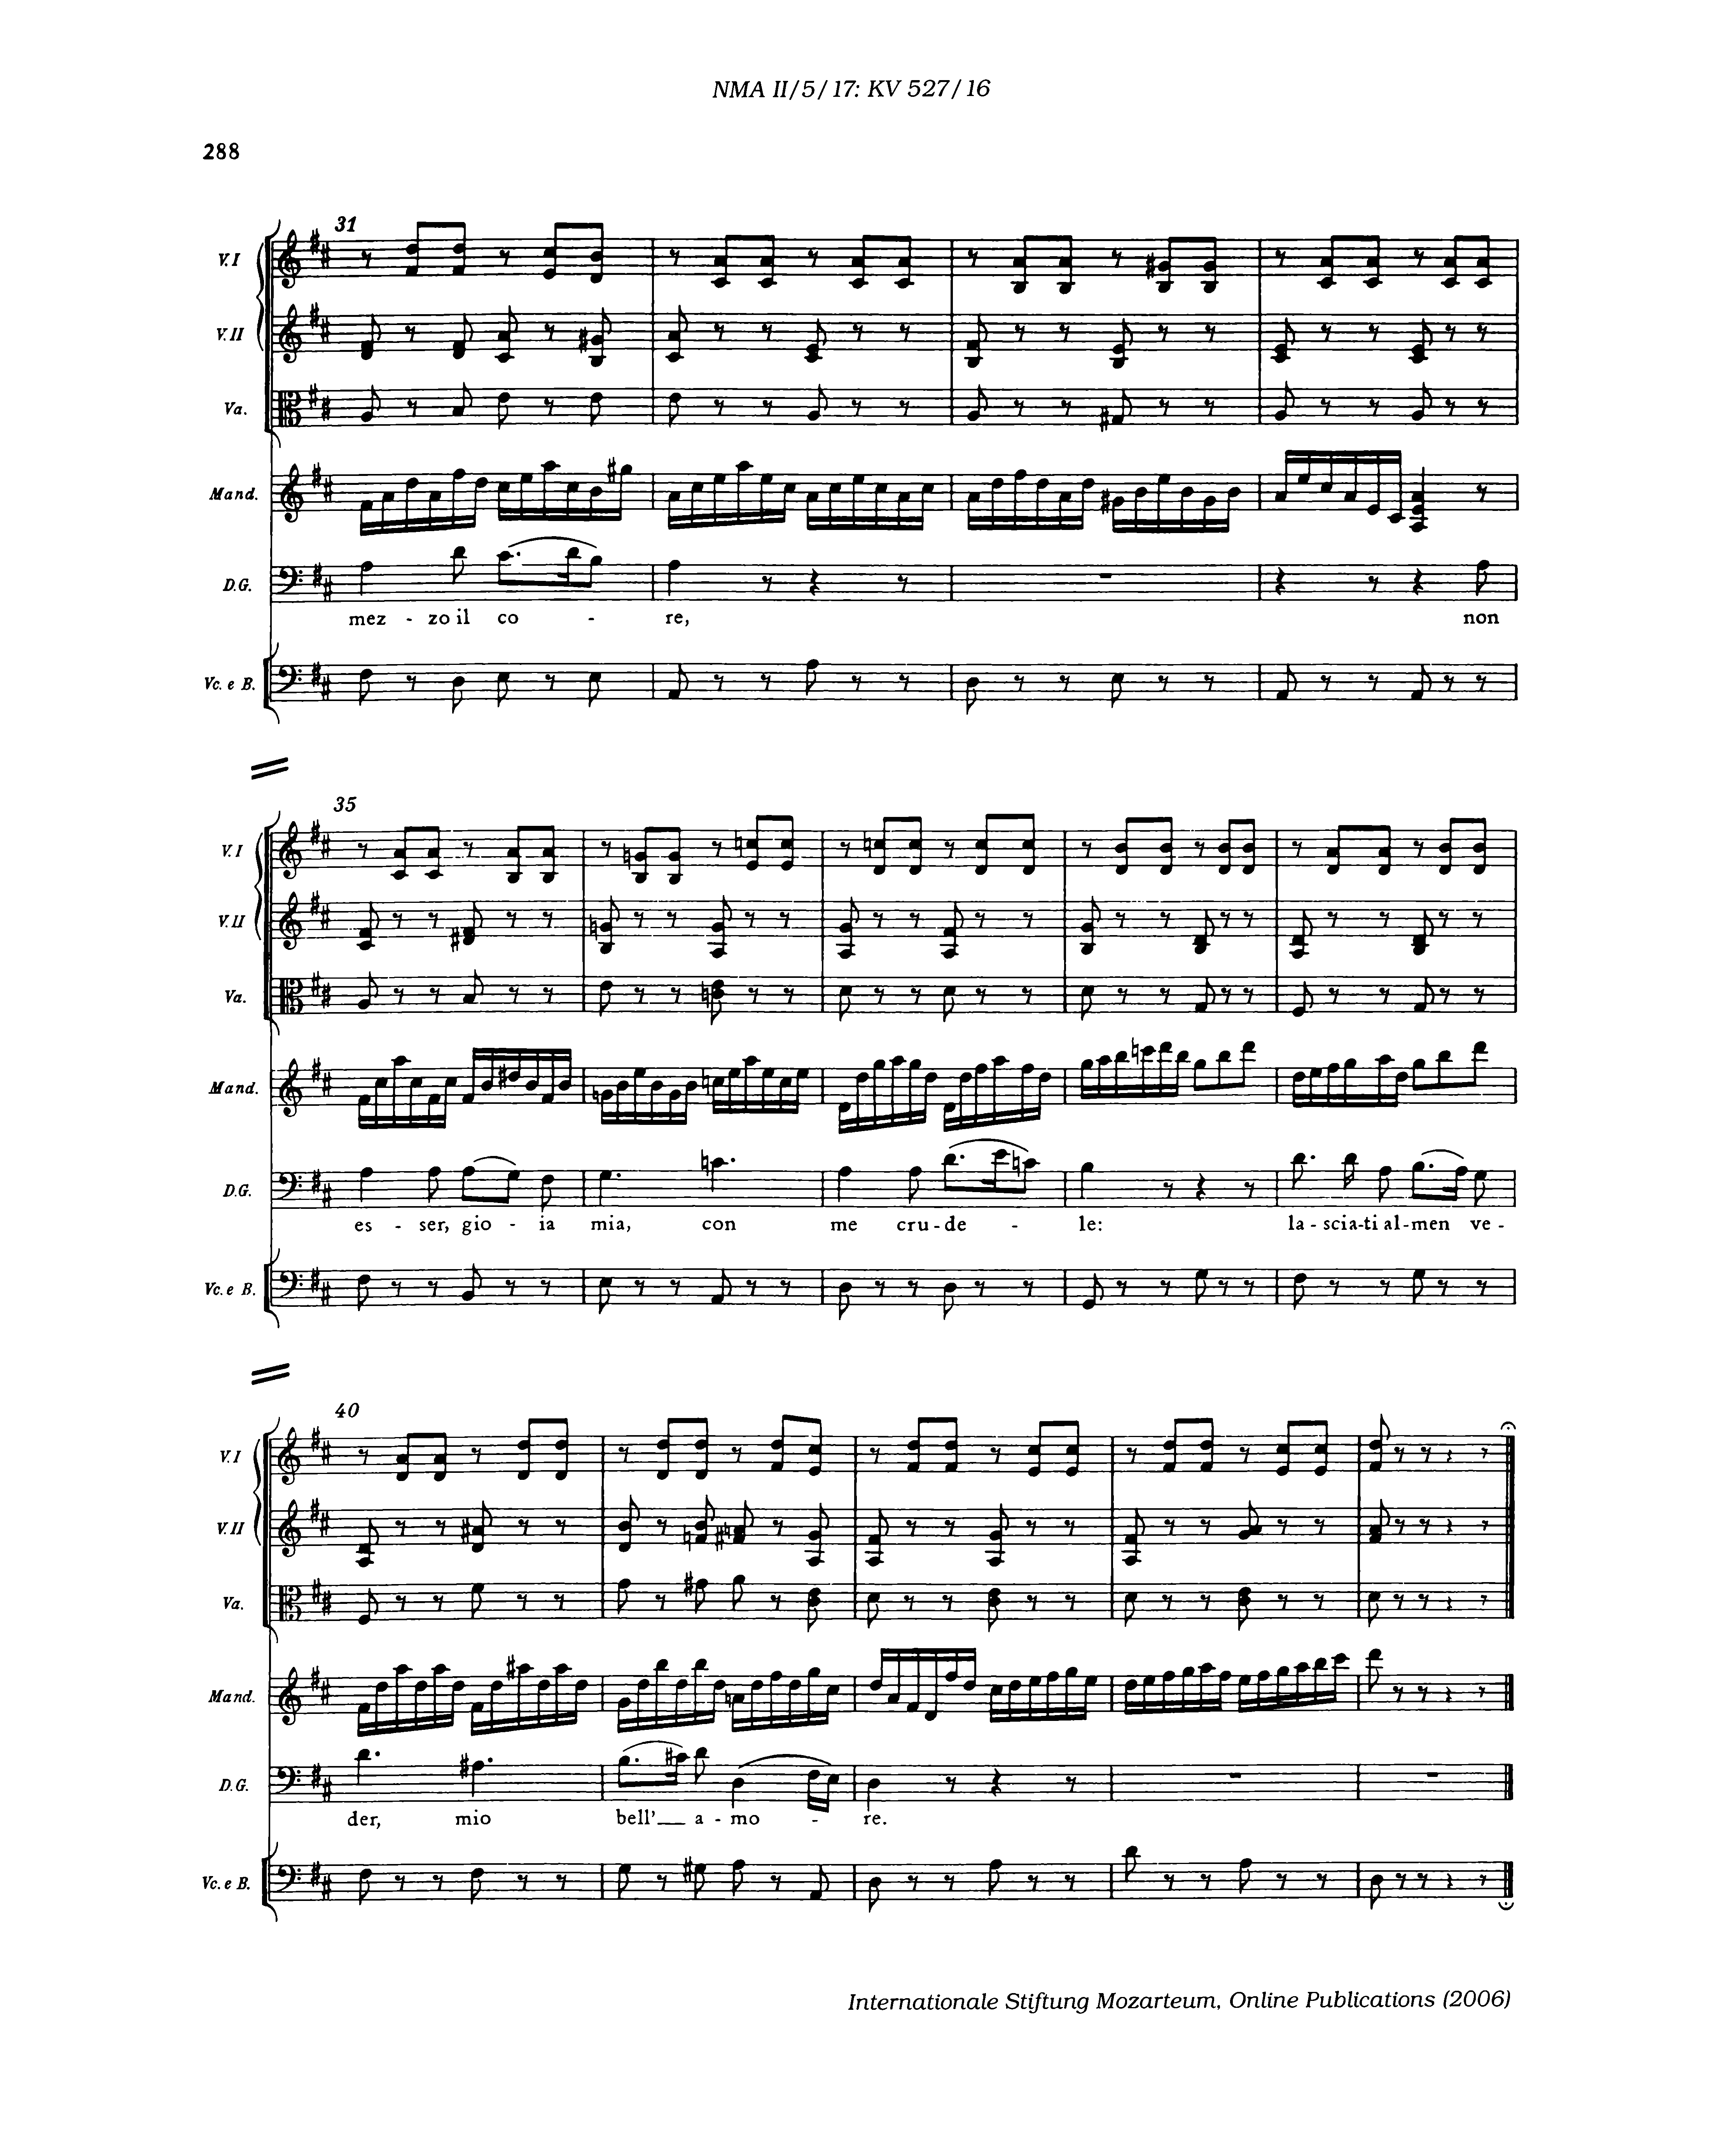 NMA II/5/17: KV 527/16
288
31
V. I
V. II
Va.
Mand.
D.G.
mez - zo il co - re, non
Vc. e B.
35
V. I
V. II
Va.
Mand.
D.G.
es - ser, gio - ia mia, con me cru - de - le: la - scia - ti al - men ve -
Vc. e B.
40
V. I
V. II
Va.
Mand.
D.G.
der, mio bell' a - mo - re.
Vc. e B.
Internationale Stiftung Mozarteum, Online Publications (2006)